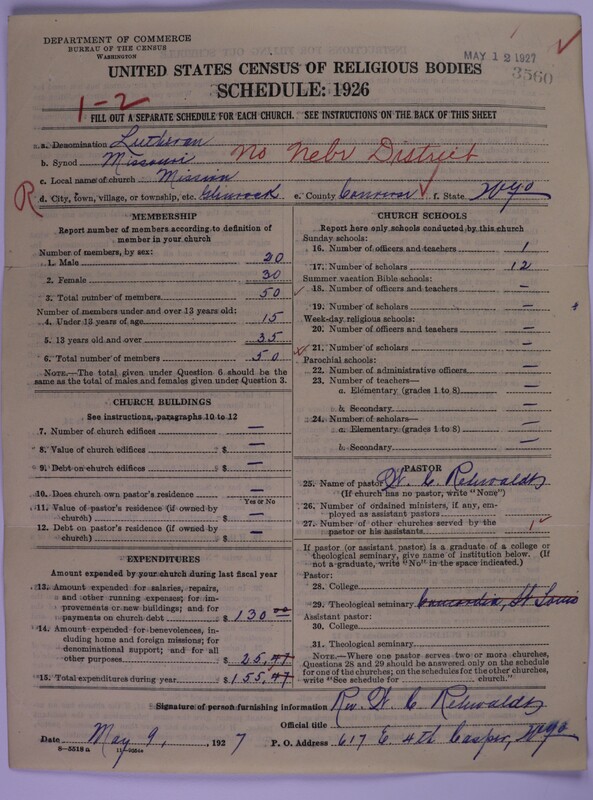 DEPARTMENT OF COMMERCE
BUREAU OF THE CENSUS
WASHINGTON
MAY 12 1927
3560
UNITED STATES CENSUS OF RELIGIOUS BODIES
SCHEDULE: 1926
1-2
FILL OUT A SEPARATE SCHEDULE FOR EACH CHURCH. SEE INSTRUCTIONS ON THE BACK OF THIS SHEET
a. Denomination Lutheran
b. Synod Missouri No Nebr District
c. Local name of church Mission
R d. City, town, village, or township, etc. Glenrock e. County Converse f. State Wyo
MEMBERSHIP
Report number of members according to definition of member in your church
Number of members, by sex:
1. Male 20
2. Female 30
3. Total number of members 50
Number of members under and over 13 years old:
4. Under 13 years of age 15
5. 13 years old and over 35
6. Total number of members 50
NOTE.—The total given under Question 6 should be
same as the total of males and females given under Question 3.
CHURCH BUILDINGS
See instructions, paragraphs 10 to 12
7. Number of church edifices —
8. Value of church edifices $ —
9. Debt on church edifices $ —
10. Does church own pastor's residence —
Yes or No
11. Value of pastor's residence (if owned by
church) $ —
12. Debt on pastor's residence (if owned by
church) $ —
EXPENDITURES
Amount expended by your church during last fiscal year
13. Amount expended for salaries, repairs,
and other running expenses; for im-
provements or new buildings; and for
payments on church debt $ 130 00
14. Amount expended for benevolences, in-
cluding home and foreign missions; for
denominational support; and for all
other purposes $ 25.47
15. Total expenditures during year $ 155.47
CHURCH SCHOOLS
Report here only schools conducted by this church
Sunday schools:
16. Number of officers and teachers 1
17. Number of scholars 12
Summer vacation Bible schools:
18. Number of officers and teachers —
19. Number of scholars —
Week-day religious schools:
20. Number of officers and teachers —
21. Number of scholars —
Parochial schools:
22. Number of administrative officers —
23. Number of teachers—
a. Elementary (grades 1 to 8) —
b. Secondary —
24. Number of scholars—
a. Elementary (grades 1 to 8) —
b. Secondary —
PASTOR
25. Name of pastor W. C. Rehwaldt
(If church has no pastor, write "None")
26. Number of ordained ministers, if any, em-
ployed as assistant pastors
27. Number of other churches served by the
pastor or his assistants 1
If pastor (or assistant pastor) is a graduate of a college or
theological seminary, give name of institution below. (If
not a graduate, write "No" in the space indicated.)
Pastor:
28. College
29. Theological seminary Concordia, St Louis
Assistant pastor:
30. College
31. Theological seminary
NOTE.—Where one pastor serves two or more churches,
Questions 28 and 29 should be answered only on the schedule
for one of the churches; on the schedules for the other churches,
write "See schedule for church."
Signature of person furnishing information Rev. W. C. Rehwaldt
Official title
Date May 9, 1927 P. O. Address 617 E. 4th Casper, Wyo
8-5518 a